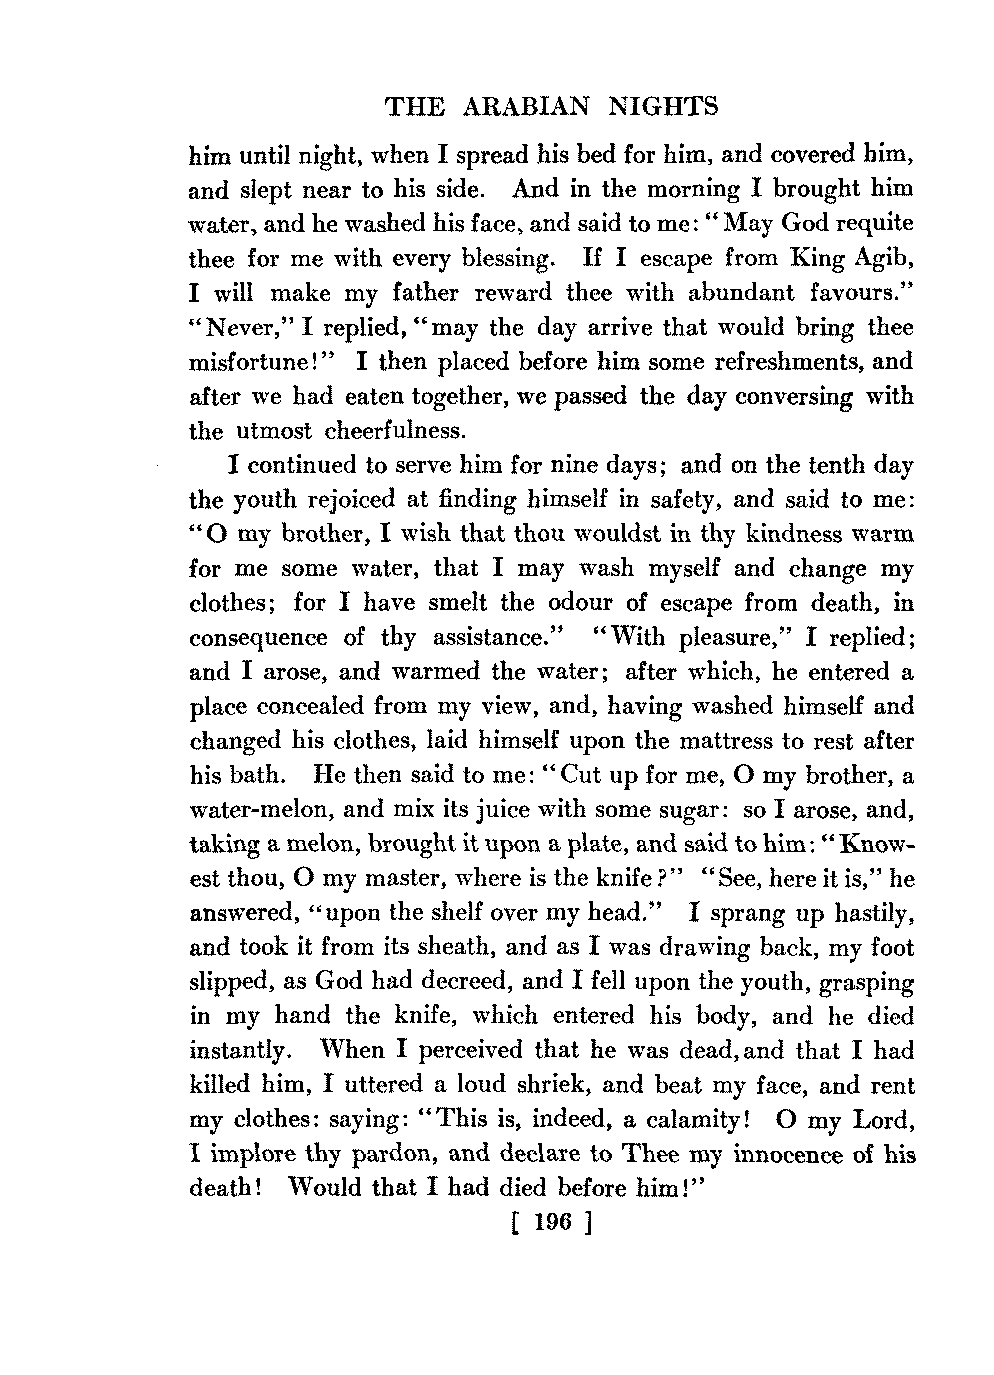 THE ARABIAN NIGHTS
him until night, when I spread his bed for him, and covered him,
and slept near to his side. And in the morning I brought him
water, and he washed his face, and said to me: "May God requite
thee for me with every blessing. If I escape from King Agib,
I will make my father reward thee with abundant favours."
"Never," I replied, "may the day arrive that would bring thee
misfortune!" I then placed before him some refreshments, and
after we had eaten together, we passed the day conversing with
the utmost cheerfulness.
I continued to serve him for nine days; and on the tenth day
the youth rejoiced at finding himself in safety, and said to me:
"O my brother, I wish that thou wouldst in thy kindness warm
for me some water, that I may wash myself and change my
clothes; for I have smelt the odour of escape from death, in
consequence of thy assistance." "With pleasure," I replied;
and I arose, and warmed the water; after which, he entered a
place concealed from my view, and, having washed himself and
changed his clothes, laid himself upon the mattress to rest after
his bath. He then said to me: "Cut up for me, O my brother, a
water-melon, and mix its juice with some sugar: so I arose, and,
taking a melon, brought it upon a plate, and said to him: "Know-
est thou, O my master, where is the knife?" "See, here it is," he
answered, "upon the shelf over my head." I sprang up hastily,
and took it from its sheath, and as I was drawing back, my foot
slipped, as God had decreed, and I fell upon the youth, grasping
in my hand the knife, which entered his body, and he died
instantly. When I perceived that he was dead, and that I had
killed him, I uttered a loud shriek, and beat my face, and rent
my clothes: saying: "This is, indeed, a calamity! O my Lord,
I implore thy pardon, and declare to Thee my innocence of his
death! Would that I had died before him!"
[ 196 ]